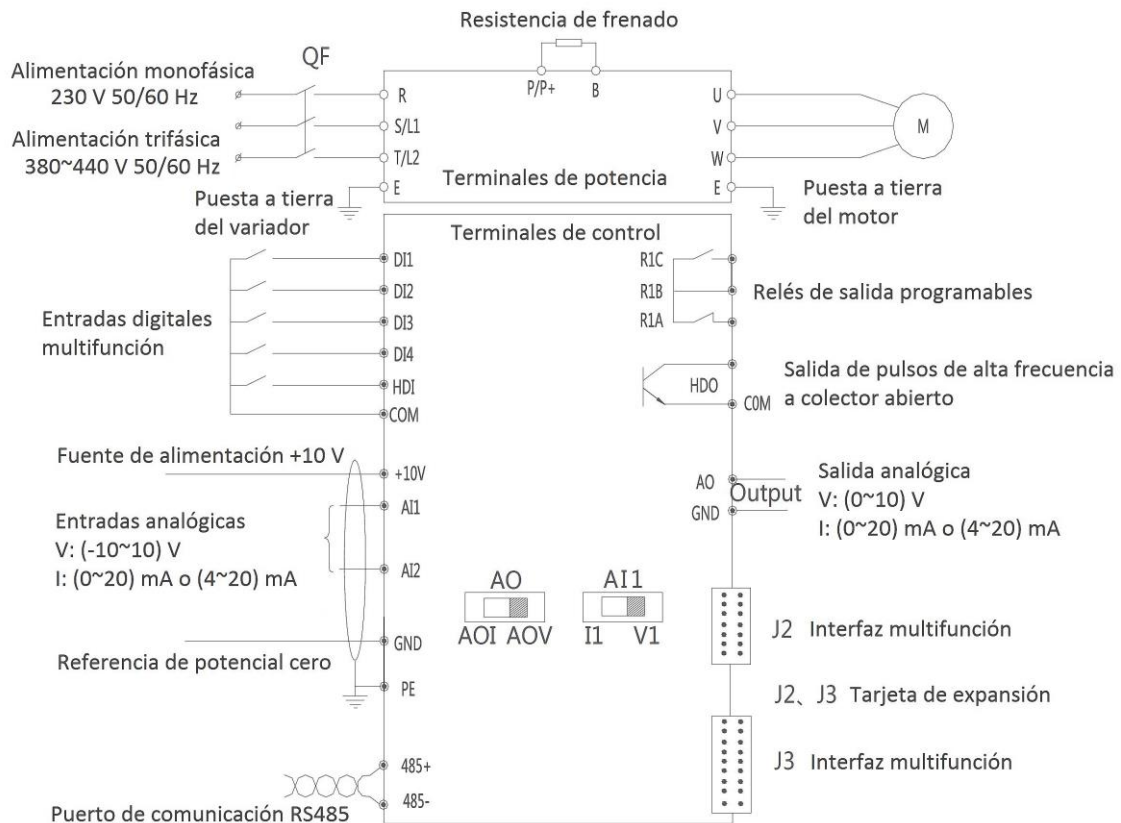 Resistencia de frenado
QF
Alimentación monofásica
230 V 50/60 Hz
Alimentación trifásica
380~440 V 50/60 Hz
R
S/L1
T/L2
E
P/P+
B
U
V
W
E
M
Terminales de potencia
Puesta a tierra
del variador
Puesta a tierra
del motor
Terminales de control
Entradas digitales
multifunción
DI1
DI2
DI3
DI4
HDI
COM
R1C
R1B
R1A
Relés de salida programables
HDO
COM
Salida de pulsos de alta frecuencia
a colector abierto
Fuente de alimentación +10 V
+10V
AI1
Entradas analógicas
V: (-10~10) V
I: (0~20) mA o (4~20) mA
AI2
AO
Output
GND
Salida analógica
V: (0~10) V
I: (0~20) mA o (4~20) mA
AO
AOI AOV
AI1
I1 V1
GND
Referencia de potencial cero
PE
J2 Interfaz multifunción
J2、J3 Tarjeta de expansión
J3 Interfaz multifunción
485+
485-
Puerto de comunicación RS485